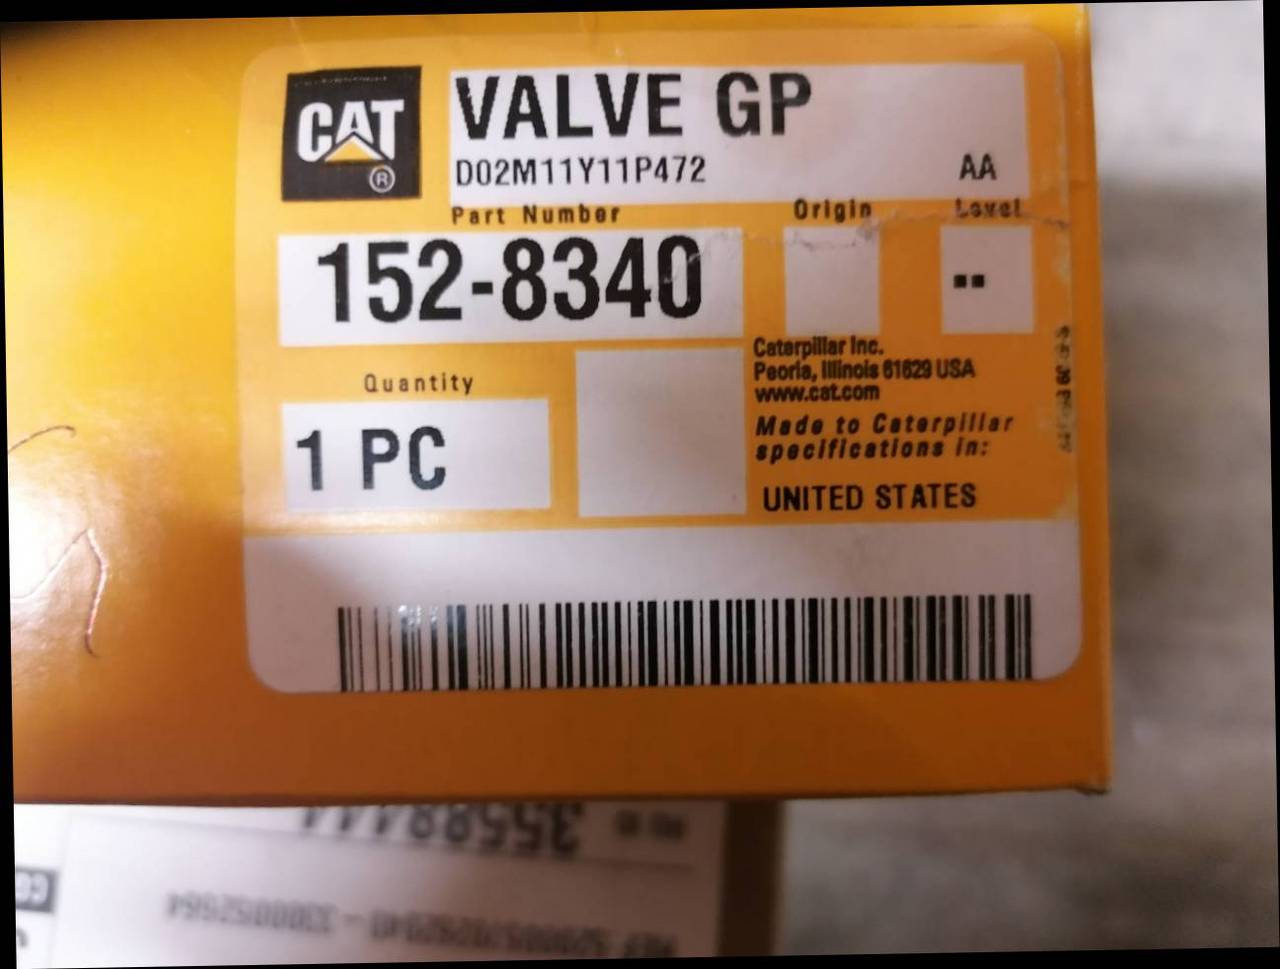 CAT
®
VALVE GP
D02M11Y11P472 AA
Part Number Origin Level
152-8340 --
Caterpillar Inc.
Peoria, Illinois 61629 USA
www.cat.com
Quantity
1 PC
Made to Caterpillar
specifications in:
UNITED STATES